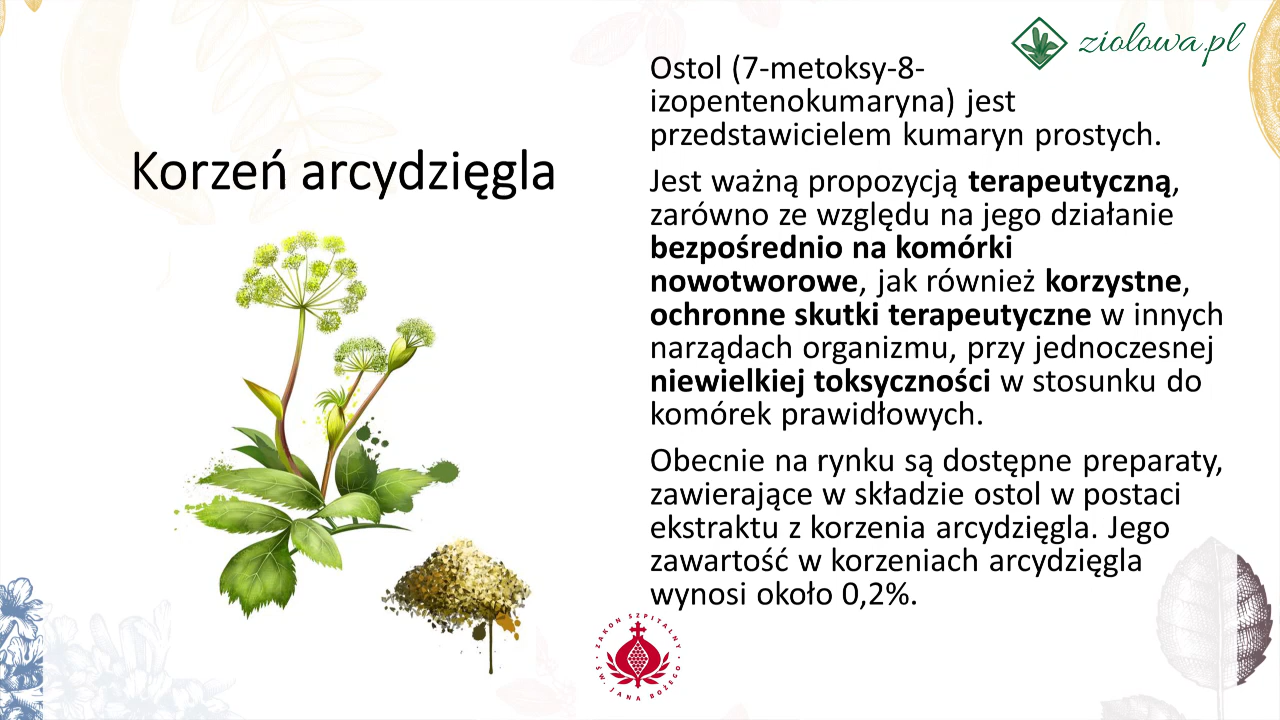 ziolowa.pl
Korzeń arcydzięgla
Ostol (7-metoksy-8-
izopentenokumaryna) jest
przedstawicielem kumaryn prostych.
Jest ważną propozycją terapeutyczną,
zarówno ze względu na jego działanie
bezpośrednio na komórki
nowotworowe, jak również korzystne,
ochronne skutki terapeutyczne w innych
narządach organizmu, przy jednoczesnej
niewielkiej toksyczności w stosunku do
komórek prawidłowych.
Obecnie na rynku są dostępne preparaty,
zawierające w składzie ostol w postaci
ekstraktu z korzenia arcydzięgla. Jego
zawartość w korzeniach arcydzięgla
wynosi około 0,2%.
ZAKON SZPITALNY
ŚW. JANA BOŻEGO